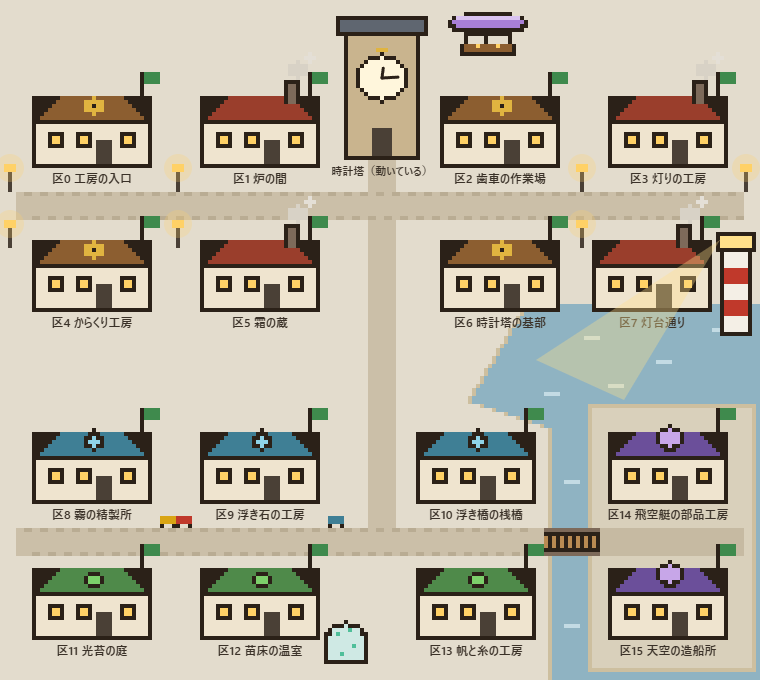 区0 工房の入口
区1 炉の間
時計塔（動いている）
区2 歯車の作業場
区3 灯りの工房
区4 からくり工房
区5 霜の蔵
区6 時計塔の基部
区7 灯台通り
区8 霧の精製所
区9 浮き石の工房
区10 浮き橋の桟橋
区14 飛空艇の部品工房
区11 光苔の庭
区12 苗床の温室
区13 帆と糸の工房
区15 天空の造船所